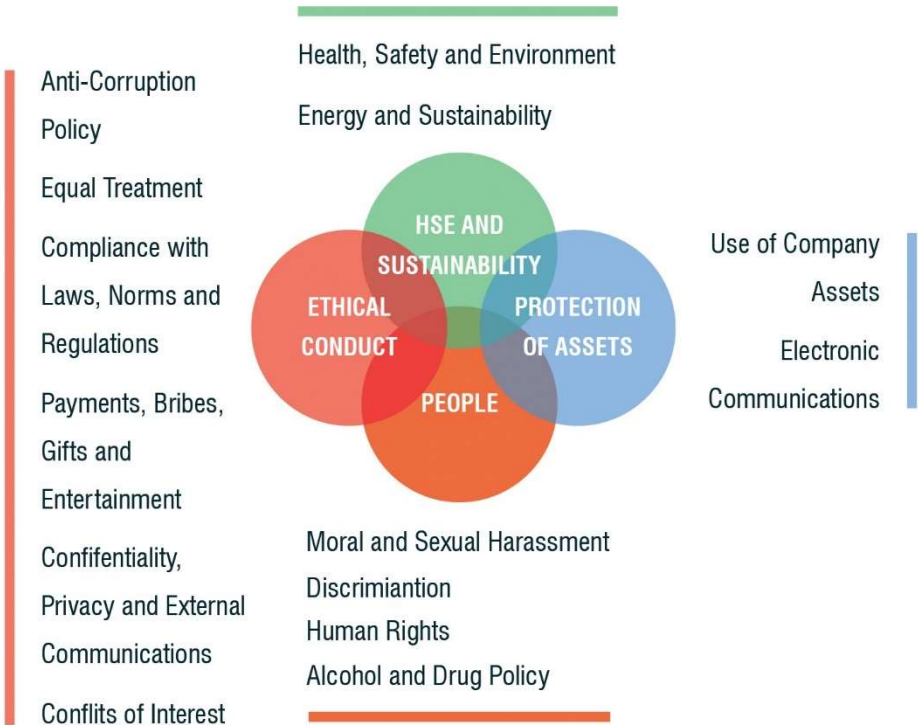 Health, Safety and Environment
Energy and Sustainability
Anti-Corruption
Policy
Equal Treatment
Compliance with
Laws, Norms and
Regulations
Payments, Bribes,
Gifts and
Entertainment
Confifentiality,
Privacy and External
Communications
Conflits of Interest
HSE AND
SUSTAINABILITY
ETHICAL
CONDUCT
PROTECTION
OF ASSETS
PEOPLE
Use of Company
Assets
Electronic
Communications
Moral and Sexual Harassment
Discrimiantion
Human Rights
Alcohol and Drug Policy